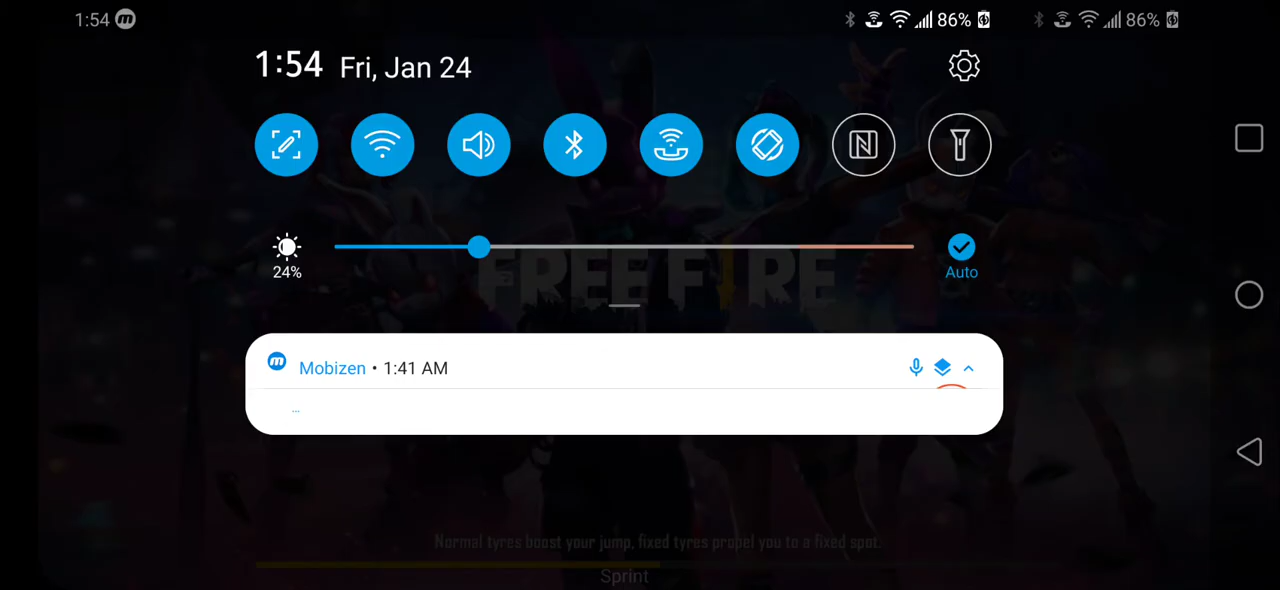 1:54
86% 86%
1:54 Fri, Jan 24
24%
Auto
FREE FIRE
Mobizen • 1:41 AM
...
Normal tyres boost your jump, fixed tyres propel you to a fixed spot.
Sprint